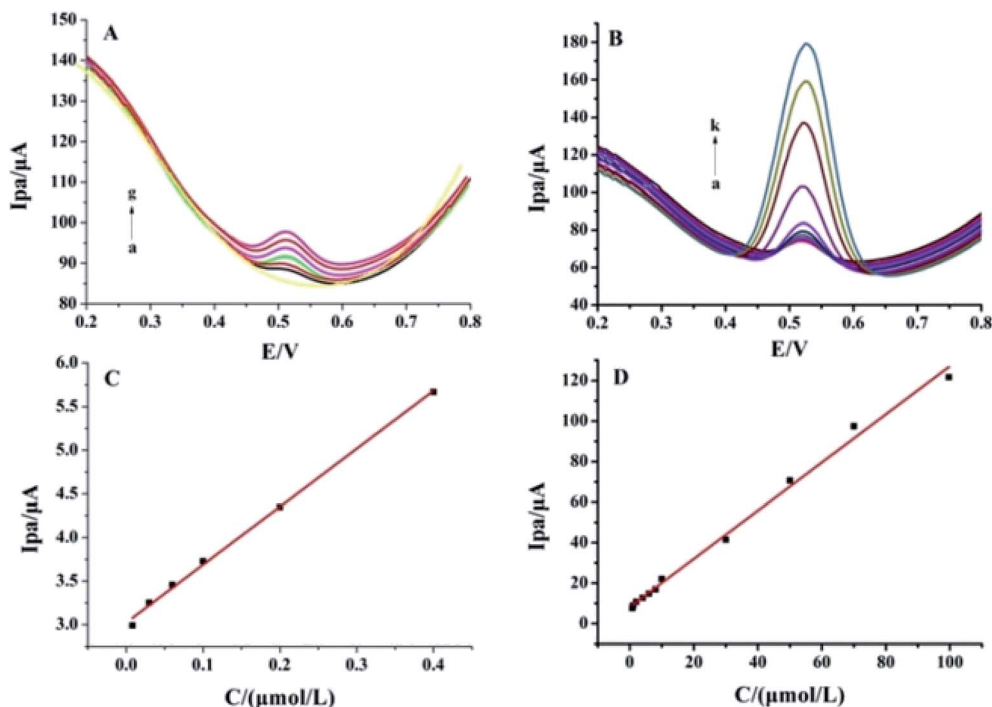 A
150
140
130
120
110
100
90
80
Ipa/µA
g
a
0.2 0.3 0.4 0.5 0.6 0.7 0.8
E/V
B
180
160
140
120
100
80
60
40
Ipa/µA
k
a
0.2 0.3 0.4 0.5 0.6 0.7 0.8
E/V
C
6.0
5.5
5.0
4.5
4.0
3.5
3.0
Ipa/µA
0.0 0.1 0.2 0.3 0.4
C/(µmol/L)
D
120
100
80
60
40
20
0
Ipa/µA
0 20 40 60 80 100
C/(µmol/L)